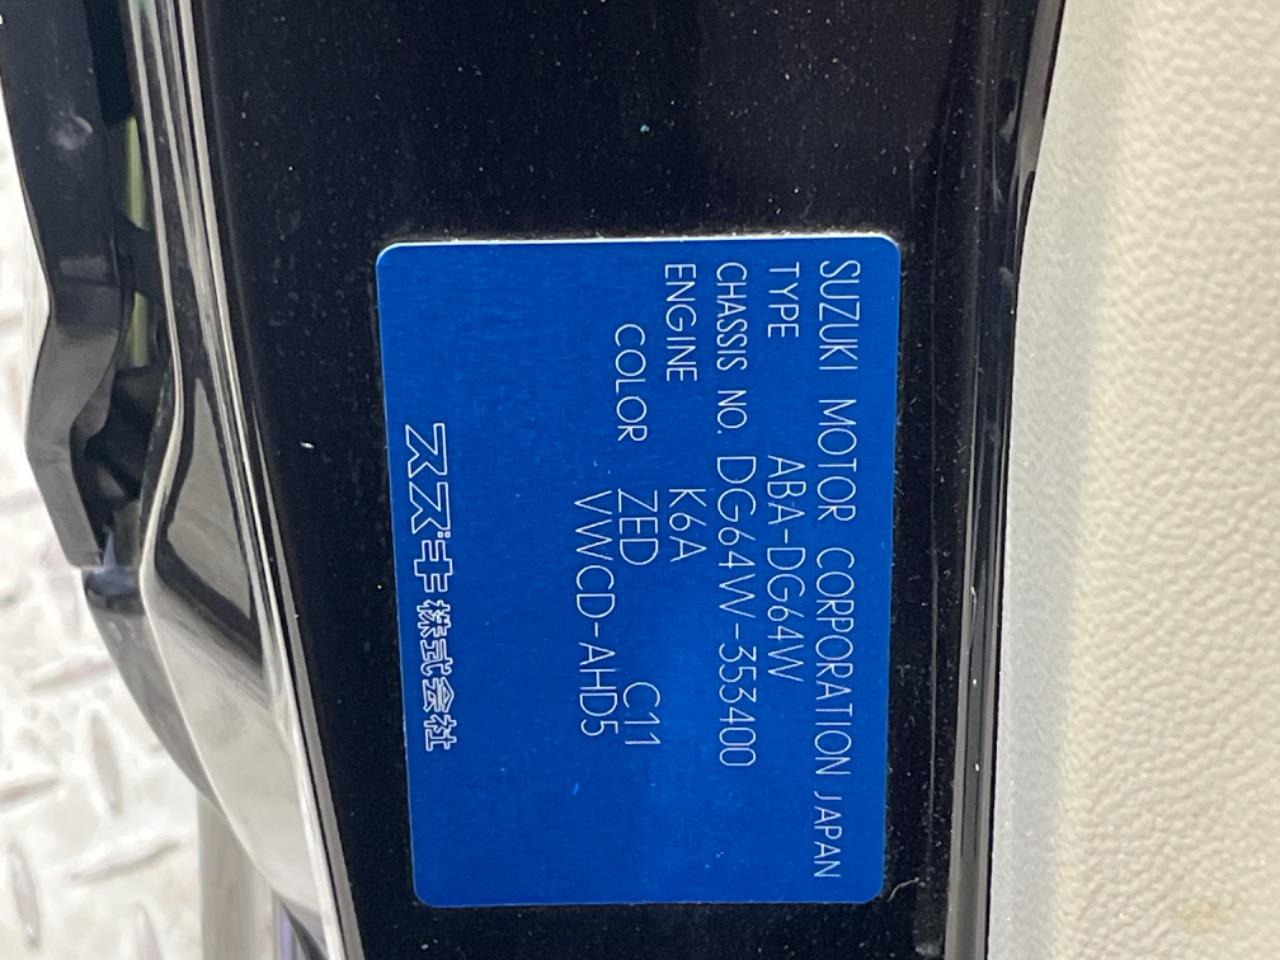 SUZUKI MOTOR CORPORATION JAPAN
TYPE ABA-DG64W
CHASSIS NO. DG64W-353400
ENGINE K6A
COLOR ZED C11
VWCD-AHD5
スズキ株式会社